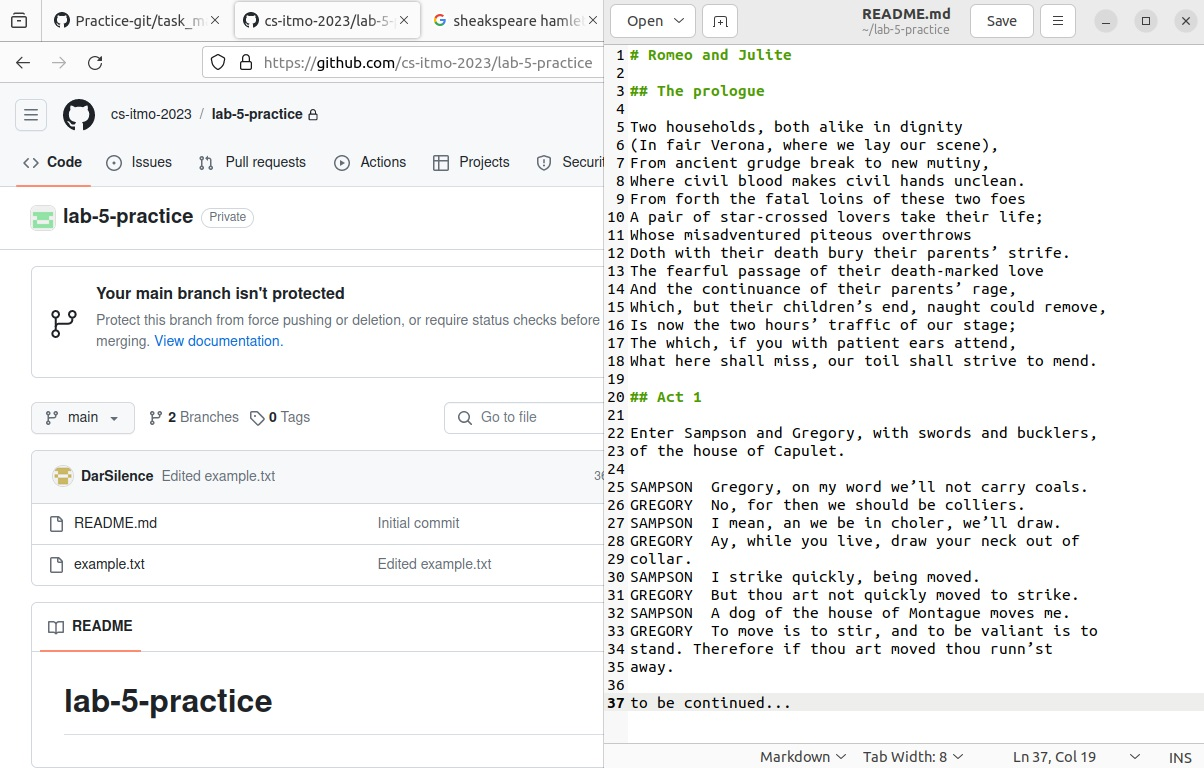 Practice-git/task_m
cs-itmo-2023/lab-5-
sheakspeare hamle
https://github.com/cs-itmo-2023/lab-5-practice
cs-itmo-2023 / lab-5-practice
Code Issues Pull requests Actions Projects Securit
lab-5-practice Private
Your main branch isn't protected
Protect this branch from force pushing or deletion, or require status checks before
merging. View documentation.
main 2 Branches 0 Tags Go to file
DarSilence Edited example.txt
README.md Initial commit
example.txt Edited example.txt
README
lab-5-practice
Open README.md Save
~/lab-5-practice
1 # Romeo and Julite
2
3 ## The prologue
4
5 Two households, both alike in dignity
6 (In fair Verona, where we lay our scene),
7 From ancient grudge break to new mutiny,
8 Where civil blood makes civil hands unclean.
9 From forth the fatal loins of these two foes
10 A pair of star-crossed lovers take their life;
11 Whose misadventured piteous overthrows
12 Doth with their death bury their parents’ strife.
13 The fearful passage of their death-marked love
14 And the continuance of their parents’ rage,
15 Which, but their children’s end, naught could remove,
16 Is now the two hours’ traffic of our stage;
17 The which, if you with patient ears attend,
18 What here shall miss, our toil shall strive to mend.
19
20 ## Act 1
21
22 Enter Sampson and Gregory, with swords and bucklers,
23 of the house of Capulet.
24
25 SAMPSON  Gregory, on my word we’ll not carry coals.
26 GREGORY  No, for then we should be colliers.
27 SAMPSON  I mean, an we be in choler, we’ll draw.
28 GREGORY  Ay, while you live, draw your neck out of
29 collar.
30 SAMPSON  I strike quickly, being moved.
31 GREGORY  But thou art not quickly moved to strike.
32 SAMPSON  A dog of the house of Montague moves me.
33 GREGORY  To move is to stir, and to be valiant is to
34 stand. Therefore if thou art moved thou runn’st
35 away.
36
37 to be continued...
Markdown Tab Width: 8 Ln 37, Col 19 INS